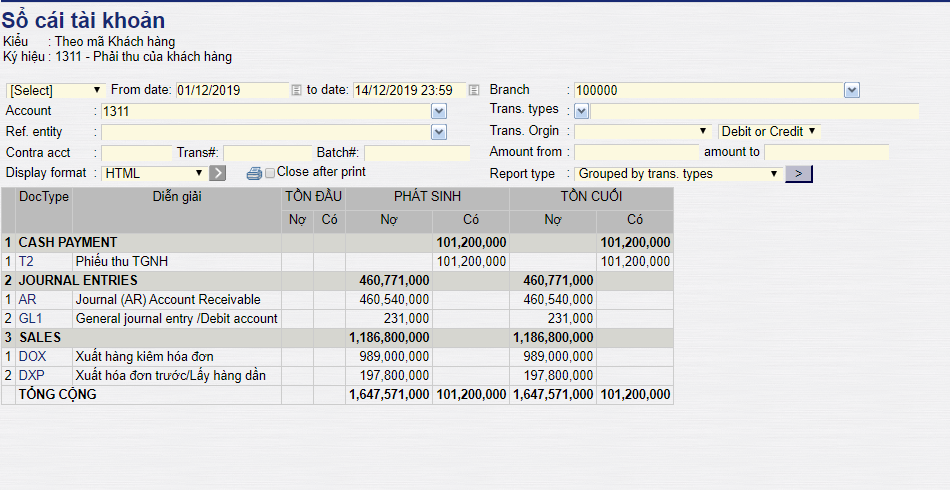 Sổ cái tài khoản
Kiểu : Theo mã Khách hàng
Ký hiệu : 1311 - Phải thu của khách hàng
[Select] From date: 01/12/2019 to date: 14/12/2019 23:59 Branch : 100000
Account : 1311 Trans. types :
Ref. entity : Trans. Orgin : Debit or Credit
Contra acct : Trans#: Batch#: Amount from : amount to
Display format : HTML > Close after print Report type : Grouped by trans. types >
DocType Diễn giải TỒN ĐẦU PHÁT SINH TỒN CUỐI
Nợ Có Nợ Có Nợ Có
1 CASH PAYMENT 101,200,000 101,200,000
1 T2 Phiếu thu TGNH 101,200,000 101,200,000
2 JOURNAL ENTRIES 460,771,000 460,771,000
1 AR Journal (AR) Account Receivable 460,540,000 460,540,000
2 GL1 General journal entry /Debit account 231,000 231,000
3 SALES 1,186,800,000 1,186,800,000
1 DOX Xuất hàng kiêm hóa đơn 989,000,000 989,000,000
2 DXP Xuất hóa đơn trước/Lấy hàng dần 197,800,000 197,800,000
TỔNG CỘNG 1,647,571,000 101,200,000 1,647,571,000 101,200,000